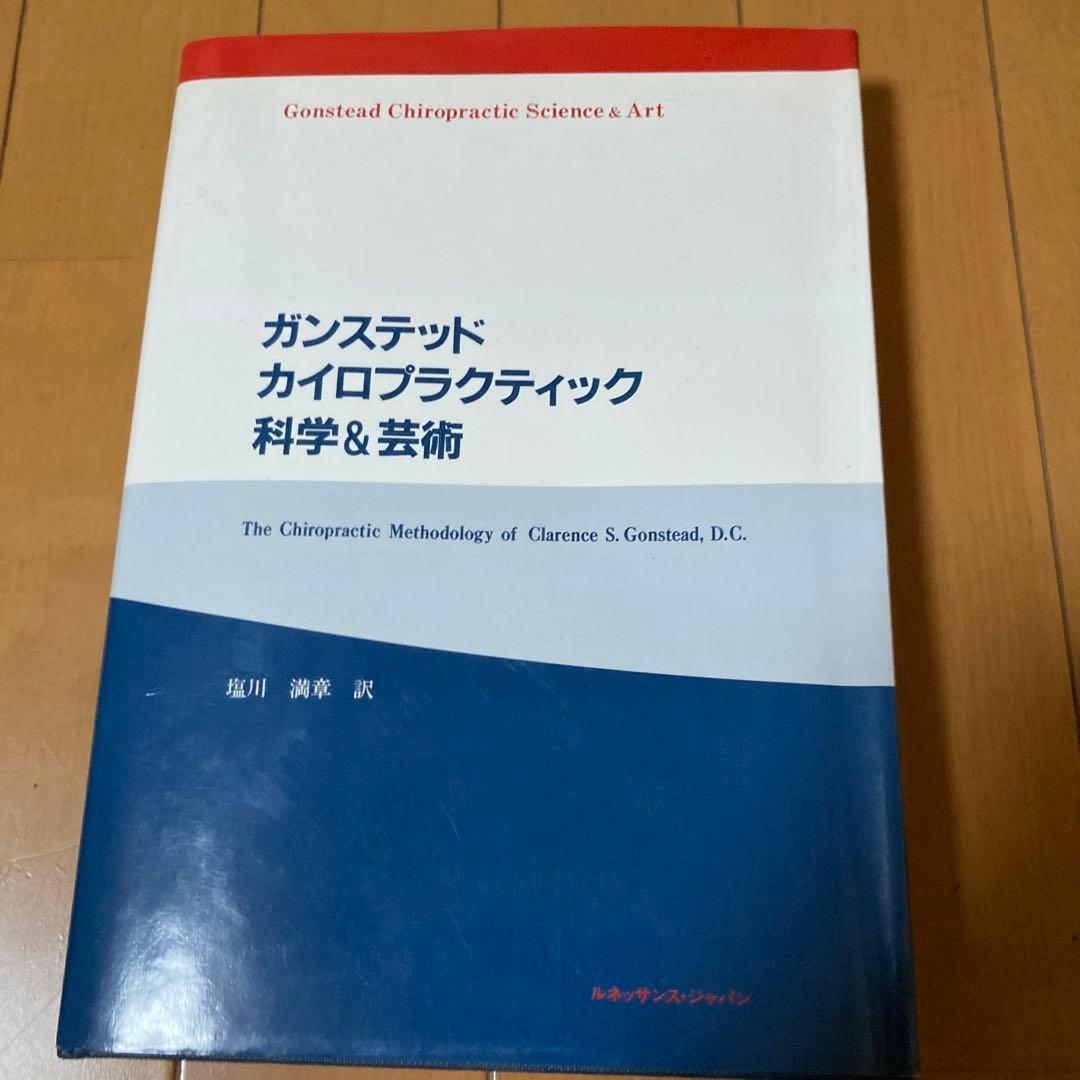 Gonstead Chiropractic Science & Art
ガンステッド
カイロプラクティック
科学&芸術
The Chiropractic Methodology of Clarence S. Gonstead, D.C.
塩川 満章 訳
ルネッサンス・ジャパン